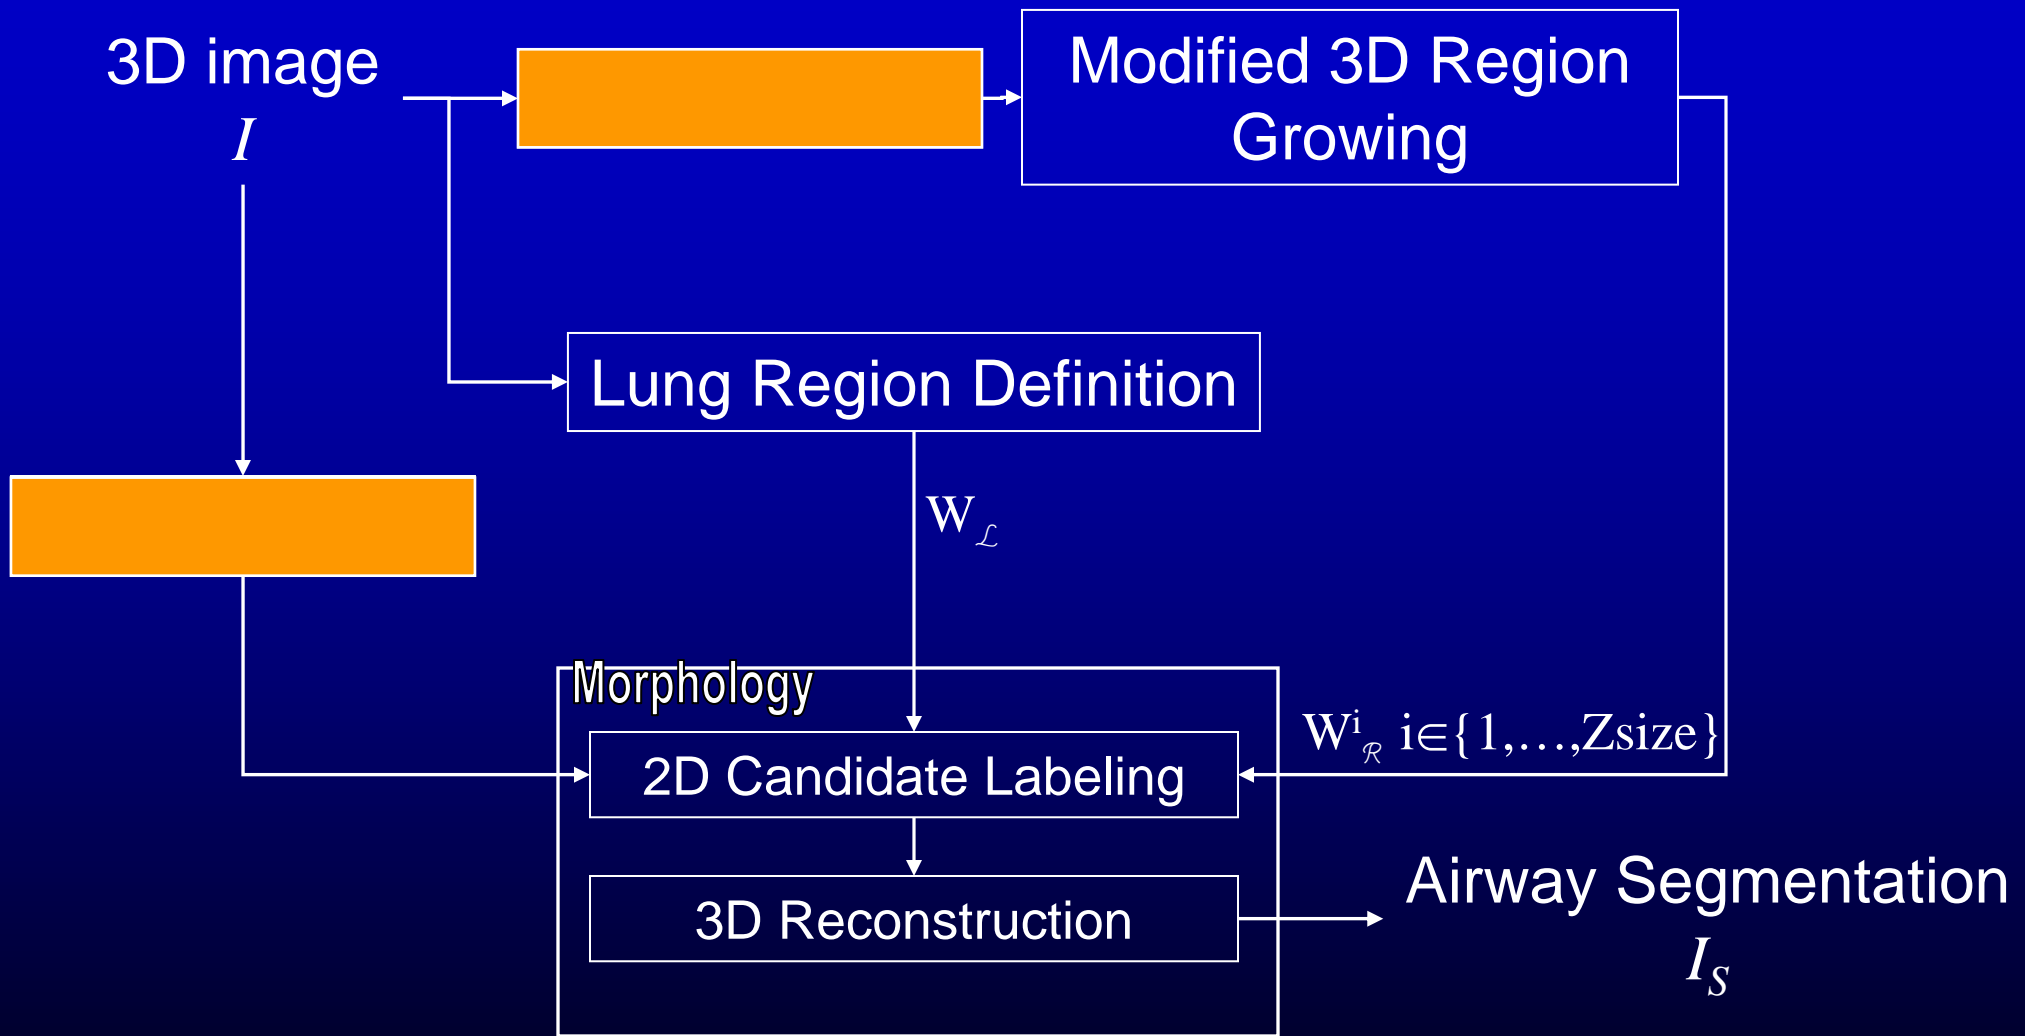 3D image
I
Modified 3D Region
Growing
Lung Region Definition
W_ℒ
Morphology
2D Candidate Labeling
W^i_ℛ i∈{1,…,Zsize}
3D Reconstruction
Airway Segmentation
I_S